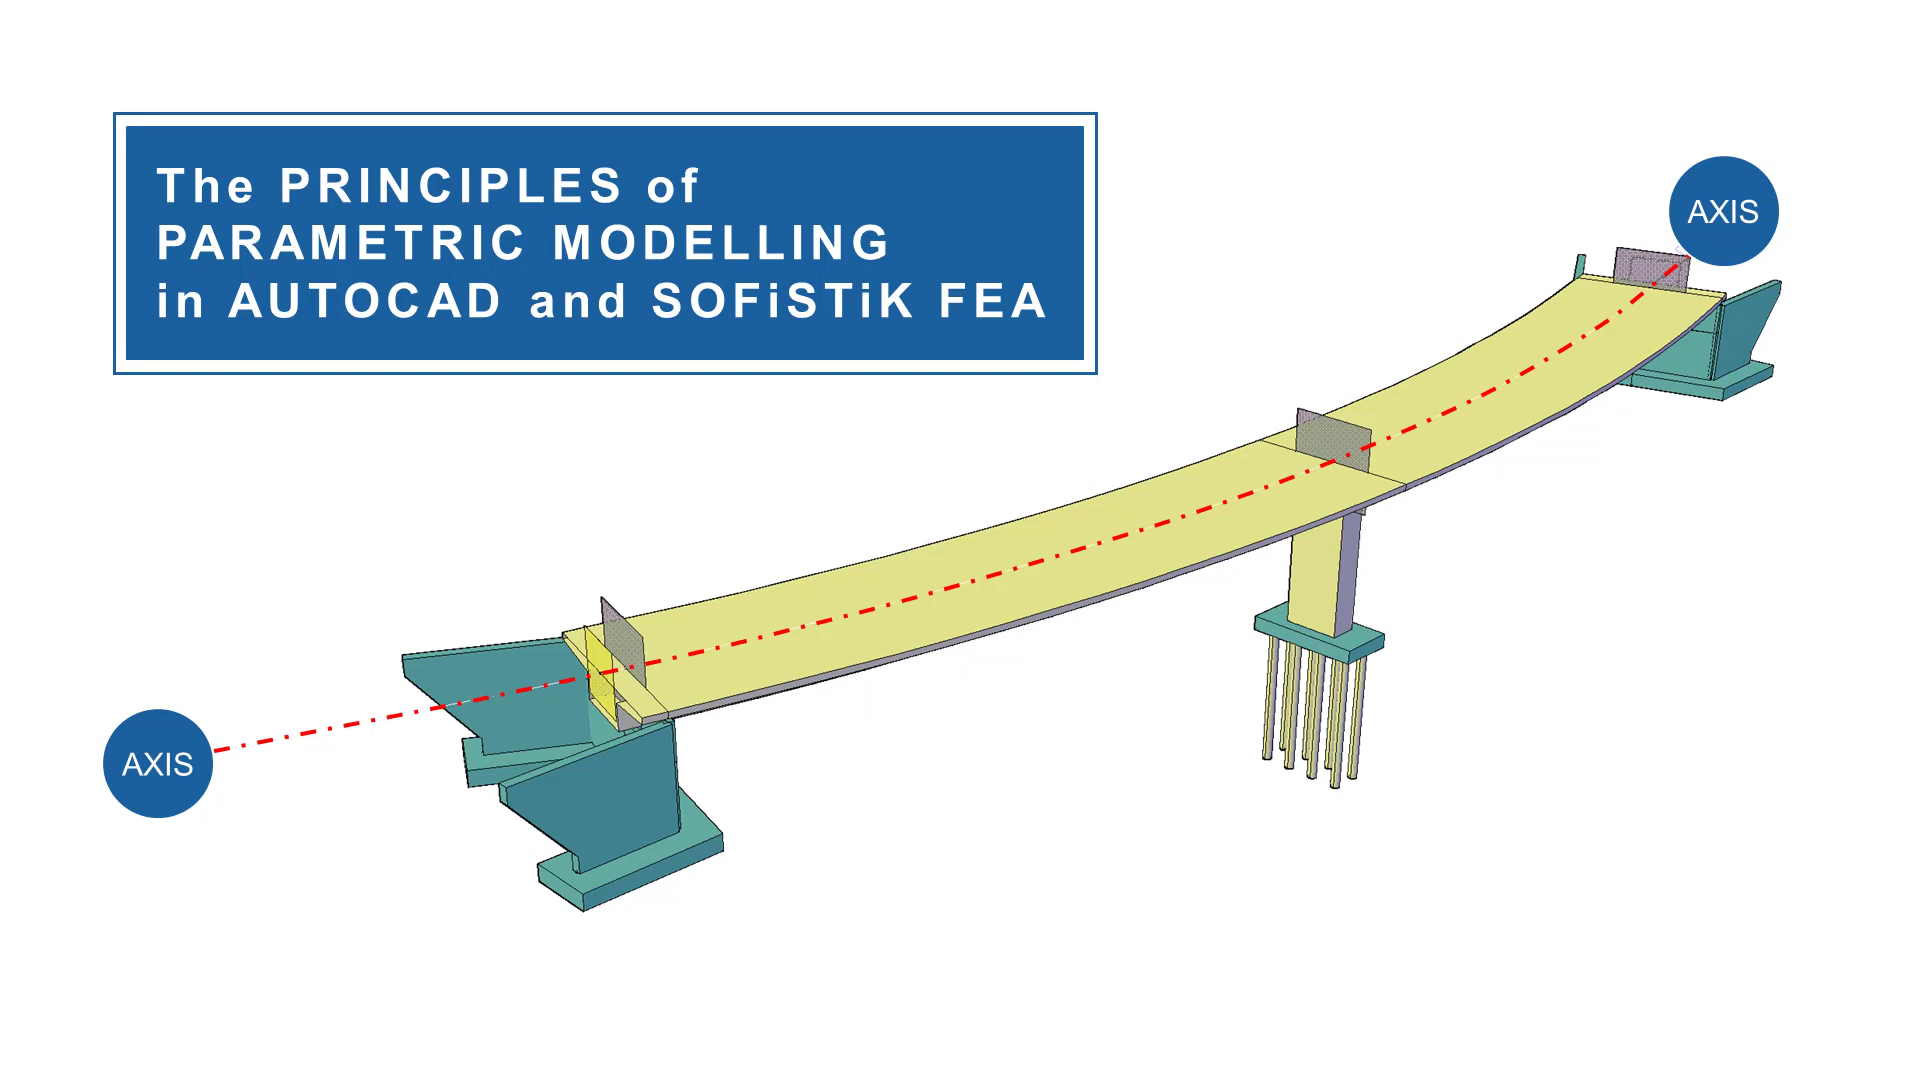 The PRINCIPLES of
PARAMETRIC MODELLING
in AUTOCAD and SOFiSTiK FEA
AXIS
AXIS